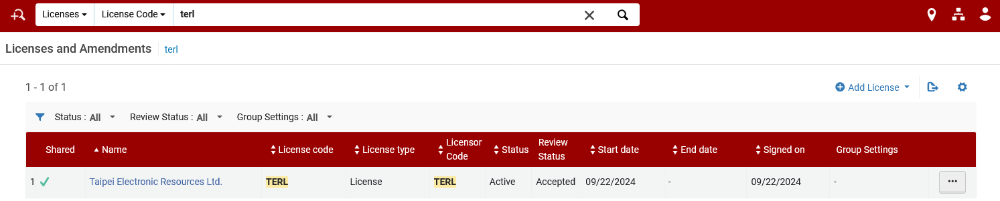 Licenses License Code terl
Licenses and Amendments terl
1 - 1 of 1 Add License
Status : All Review Status : All Group Settings : All
Shared Name License code License type Licensor Code Status Review Status Start date End date Signed on Group Settings
1 Taipei Electronic Resources Ltd. TERL License TERL Active Accepted 09/22/2024 - 09/22/2024 - ...